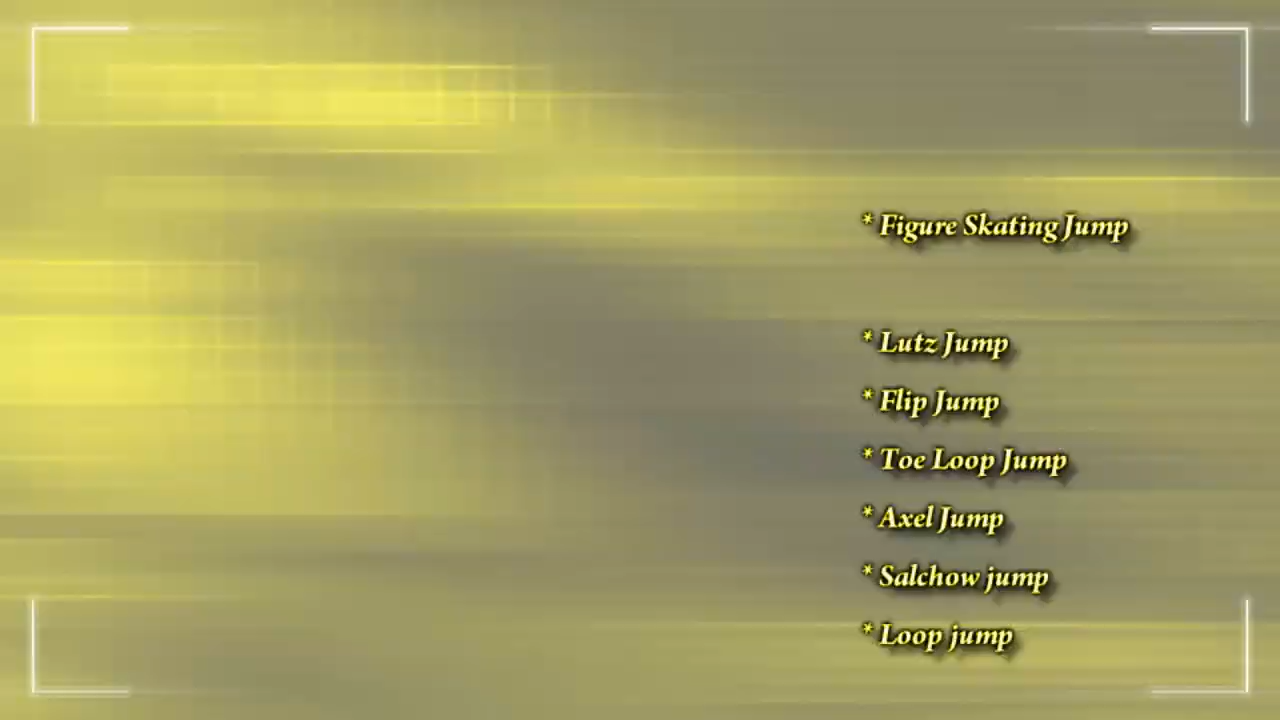 * Figure Skating Jump
* Lutz Jump
* Flip Jump
* Toe Loop Jump
* Axel Jump
* Salchow jump
* Loop jump